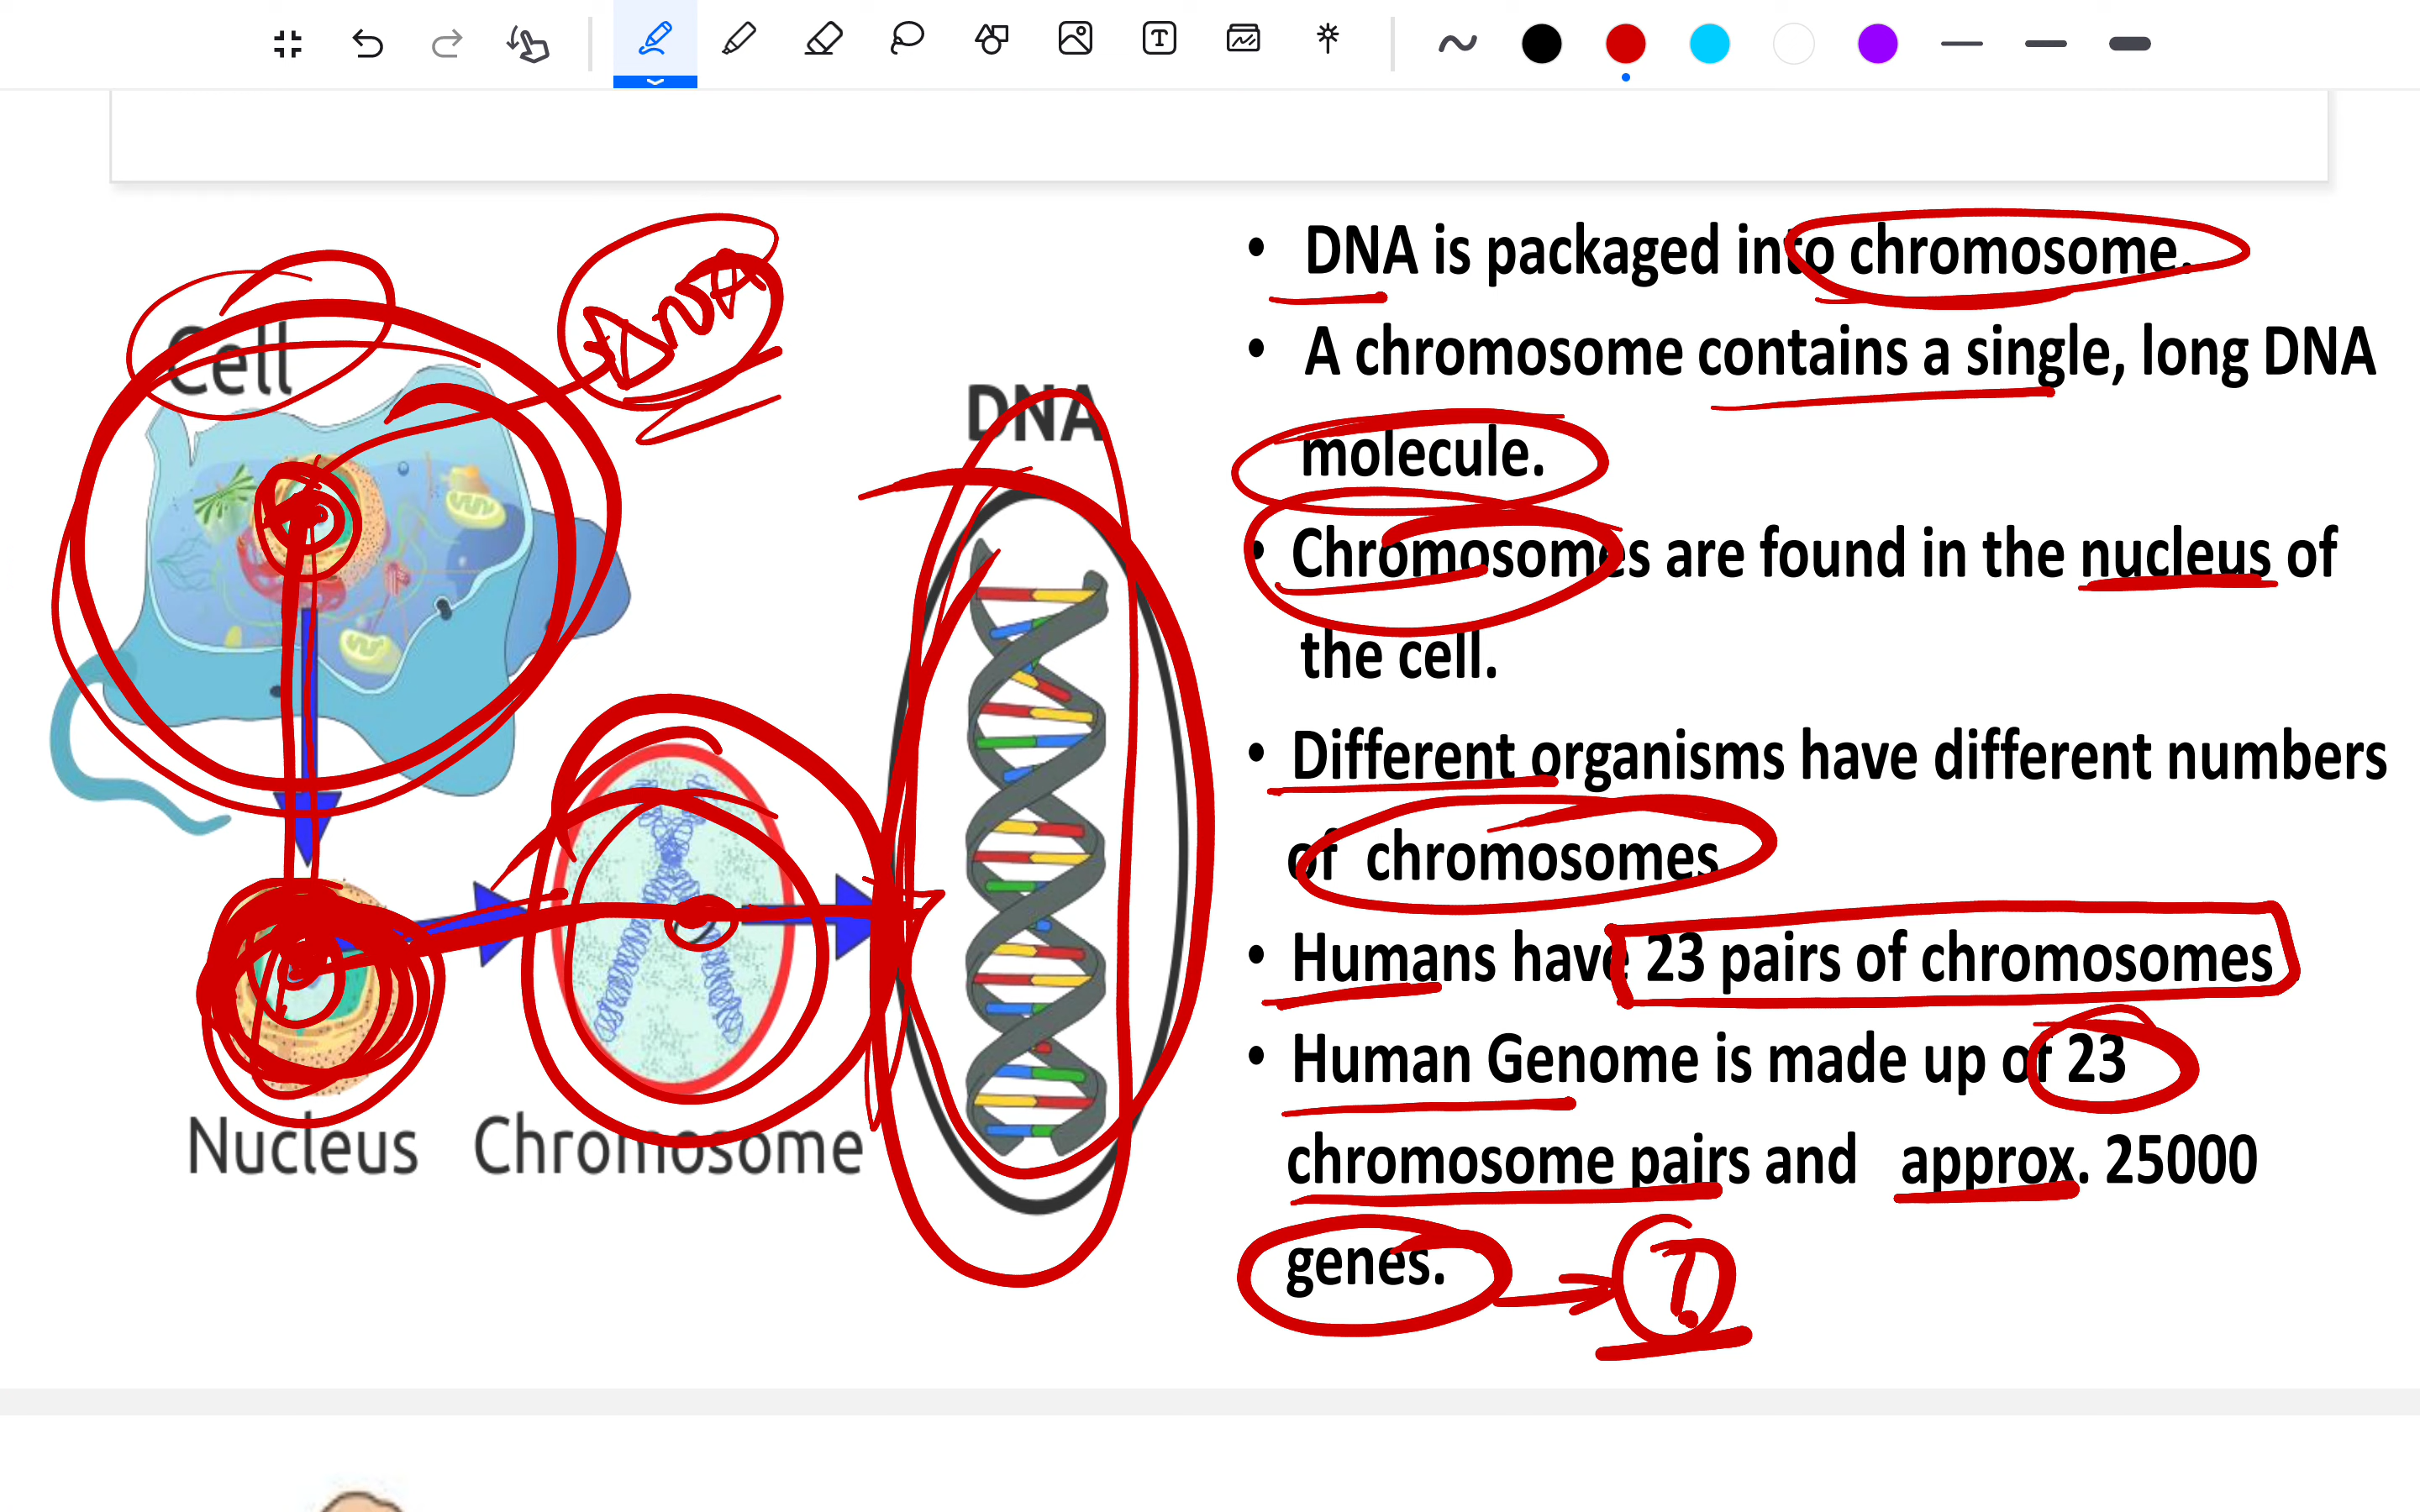 Cell
DNA
DNA
Nucleus
Chromosome
• DNA is packaged into chromosome.
• A chromosome contains a single, long DNA
molecule.
• Chromosomes are found in the nucleus of
the cell.
• Different organisms have different numbers
of chromosomes
• Humans have 23 pairs of chromosomes
• Human Genome is made up of 23
chromosome pairs and approx. 25000
genes.
?